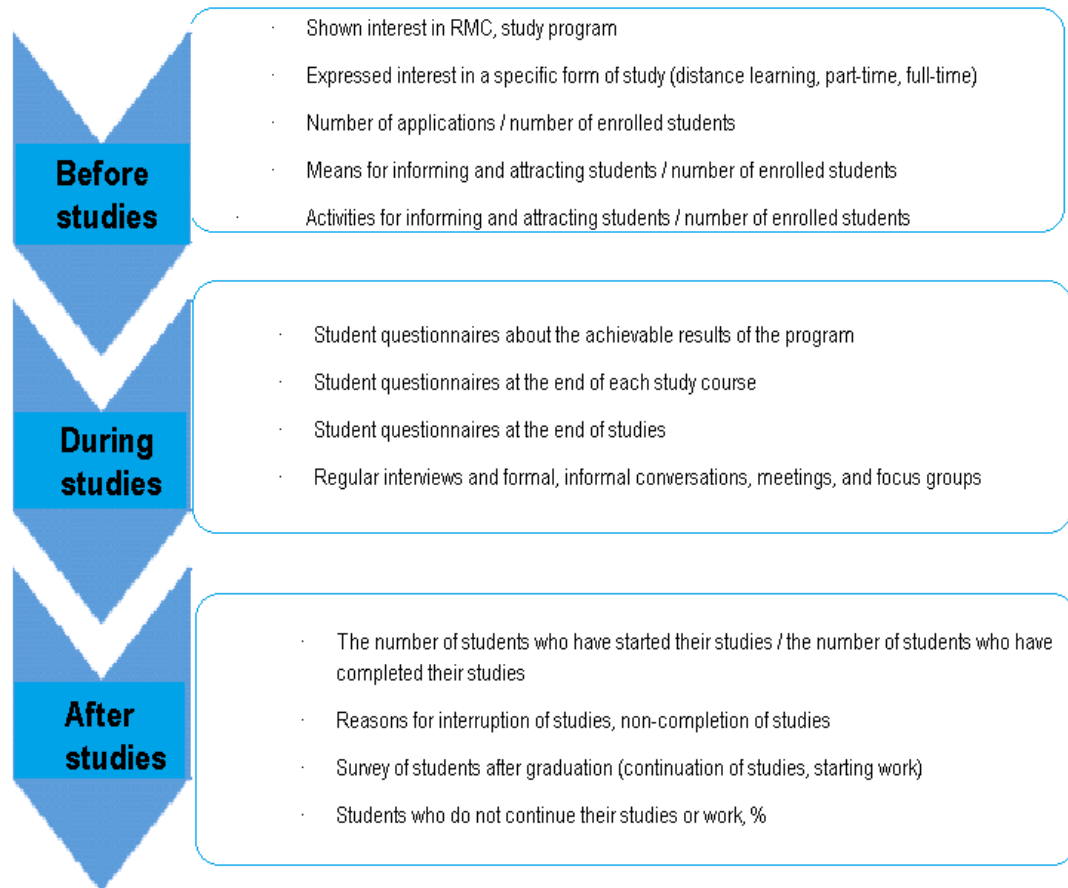 Before
studies
· Shown interest in RMC, study program
· Expressed interest in a specific form of study (distance learning, part-time, full-time)
· Number of applications / number of enrolled students
· Means for informing and attracting students / number of enrolled students
· Activities for informing and attracting students / number of enrolled students
During
studies
· Student questionnaires about the achievable results of the program
· Student questionnaires at the end of each study course
· Student questionnaires at the end of studies
· Regular interviews and formal, informal conversations, meetings, and focus groups
After
studies
· The number of students who have started their studies / the number of students who have
completed their studies
· Reasons for interruption of studies, non-completion of studies
· Survey of students after graduation (continuation of studies, starting work)
· Students who do not continue their studies or work, %